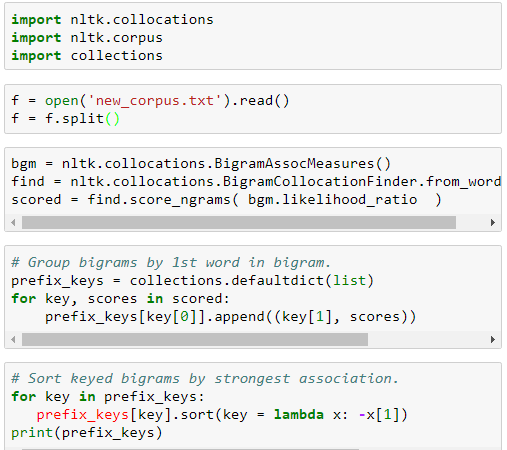 import nltk.collocations
import nltk.corpus
import collections
f = open('new_corpus.txt').read()
f = f.split()
bgm = nltk.collocations.BigramAssocMeasures()
find = nltk.collocations.BigramCollocationFinder.from_word
scored = find.score_ngrams( bgm.likelihood_ratio  )
# Group bigrams by 1st word in bigram.
prefix_keys = collections.defaultdict(list)
for key, scores in scored:
    prefix_keys[key[0]].append((key[1], scores))
# Sort keyed bigrams by strongest association.
for key in prefix_keys:
   prefix_keys[key].sort(key = lambda x: -x[1])
print(prefix_keys)